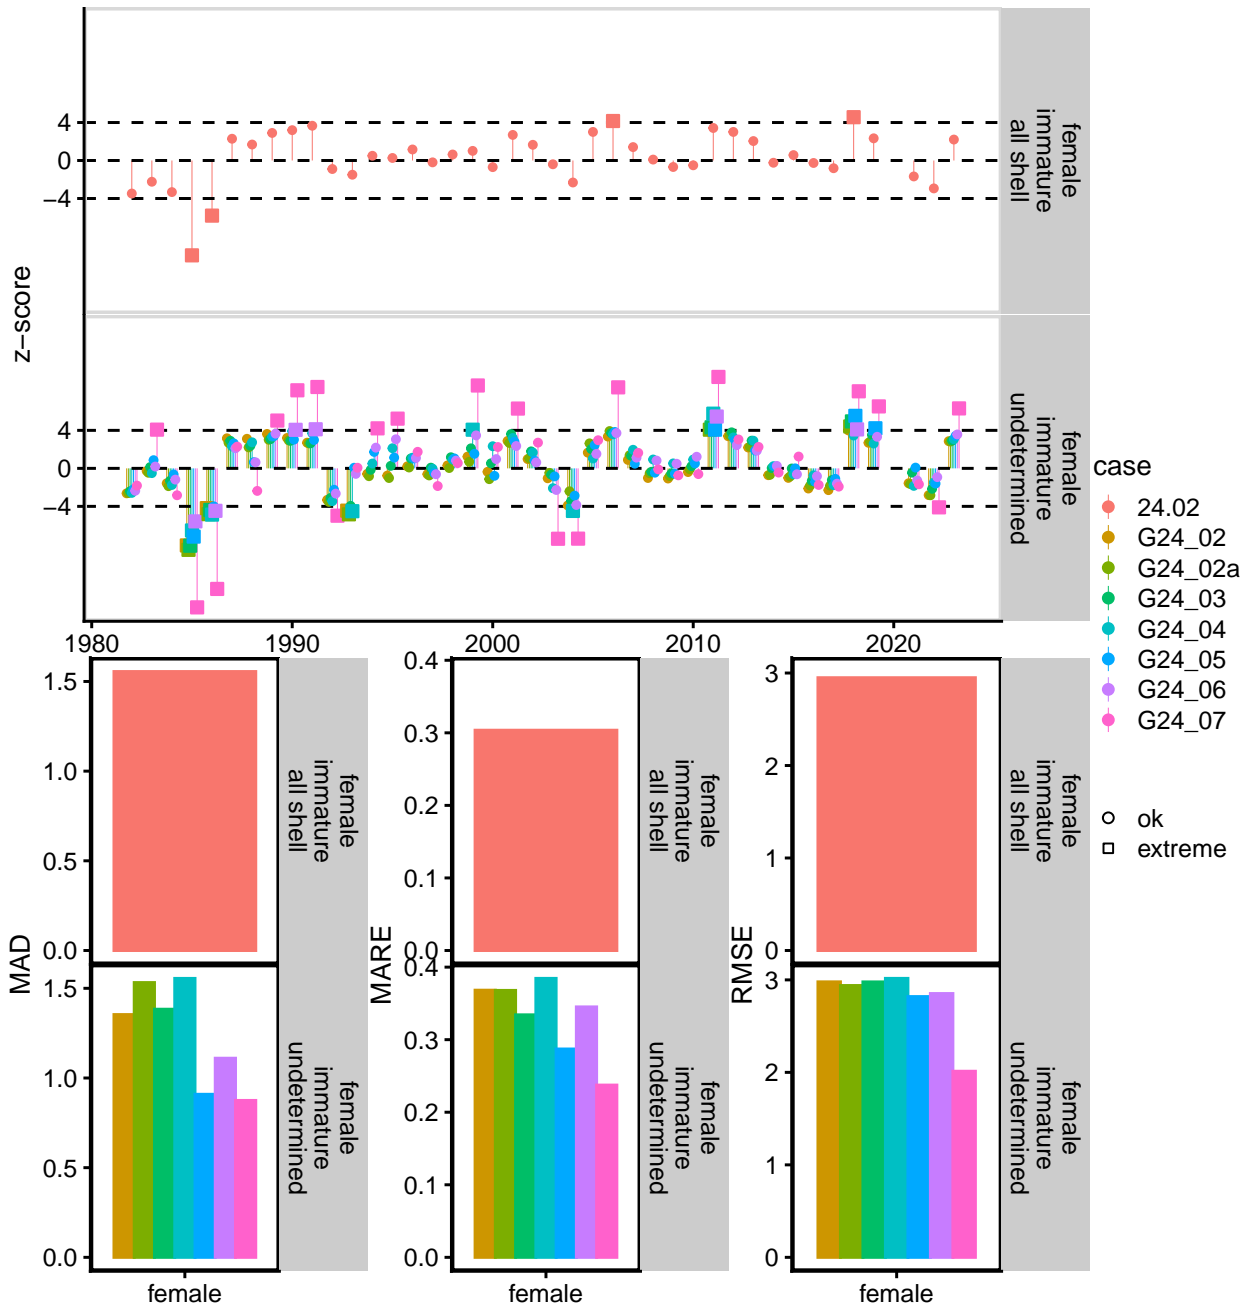 z−score
4
0
−4
female
immature
all shell
4
0
−4
female
immature
undetermined
1980
1990
2000
2010
2020
case
24.02
G24_02
G24_02a
G24_03
G24_04
G24_05
G24_06
G24_07
ok
extreme
MAD
1.5
1.0
0.5
0.0
female
immature
all shell
1.5
1.0
0.5
0.0
female
immature
undetermined
female
MARE
0.4
0.3
0.2
0.1
0.0
female
immature
all shell
0.4
0.3
0.2
0.1
0.0
female
immature
undetermined
female
RMSE
3
2
1
0
female
immature
all shell
3
2
1
0
female
immature
undetermined
female